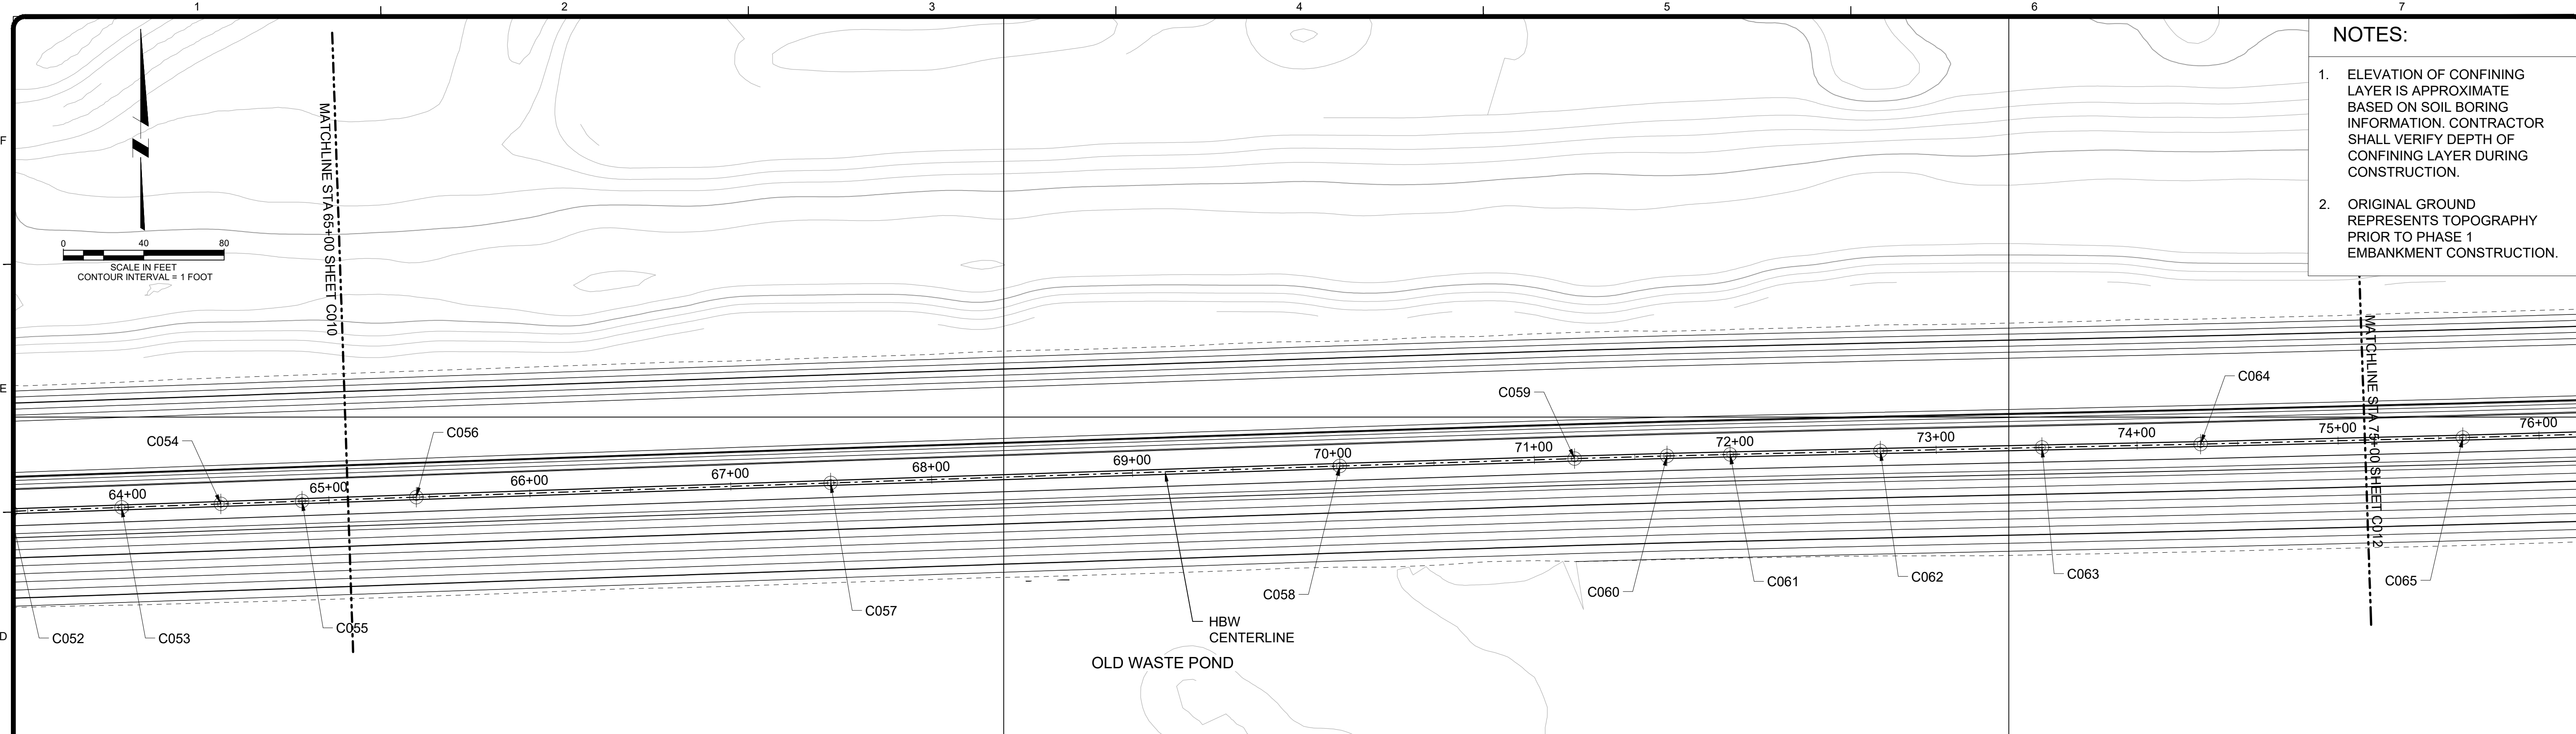 1 2 3 4 5 6 7
F
E
D
NOTES:
1. ELEVATION OF CONFINING
LAYER IS APPROXIMATE
BASED ON SOIL BORING
INFORMATION. CONTRACTOR
SHALL VERIFY DEPTH OF
CONFINING LAYER DURING
CONSTRUCTION.
2. ORIGINAL GROUND
REPRESENTS TOPOGRAPHY
PRIOR TO PHASE 1
EMBANKMENT CONSTRUCTION.
MATCHLINE STA 65+00 SHEET C010
0 40 80
SCALE IN FEET
CONTOUR INTERVAL = 1 FOOT
MATCHLINE STA 75+00 SHEET C012
C054
C056
C059
C064
64+00 65+00 66+00 67+00 68+00 69+00 70+00 71+00 72+00 73+00 74+00 75+00 76+00
C052
C053
C055
C057
C058
C060
C061
C062
C063
C065
HBW
CENTERLINE
OLD WASTE POND